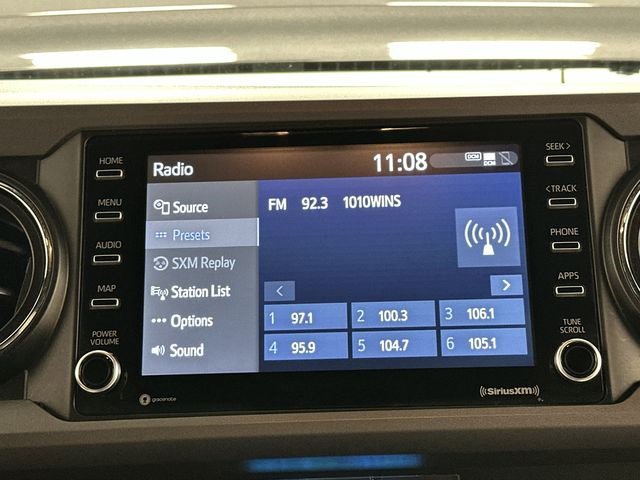 HOME
MENU
AUDIO
MAP
POWER
VOLUME
Radio
11:08
DCM
DCM
Source
Presets
SXM Replay
Station List
Options
Sound
FM 92.3 1010WINS
<
>
1 97.1 2 100.3 3 106.1
4 95.9 5 104.7 6 105.1
SEEK >
< TRACK
PHONE
APPS
TUNE
SCROLL
gracenote
SiriusXM